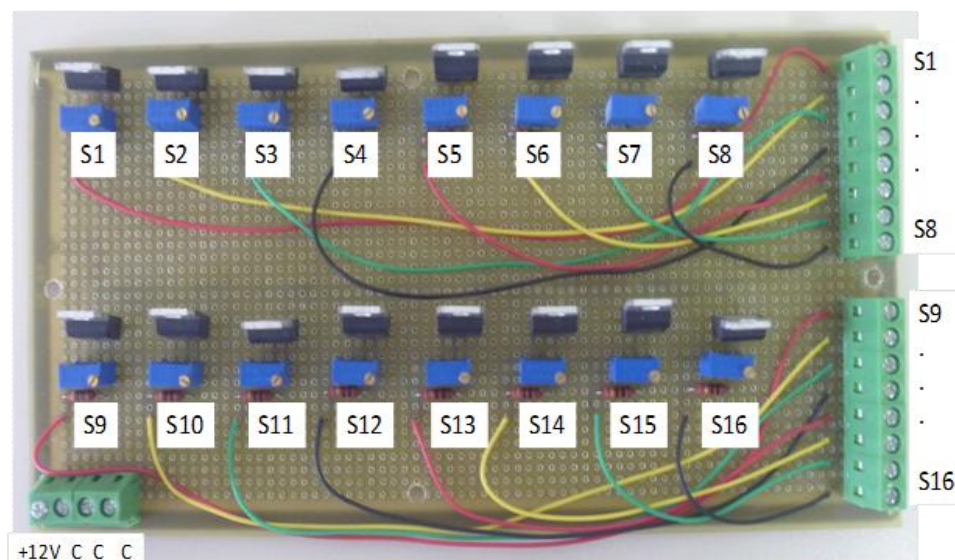 S1
S2
S3
S4
S5
S6
S7
S8
S1
.
.
.
S8
S9
S10
S11
S12
S13
S14
S15
S16
S9
.
.
.
S16
+12V C C C